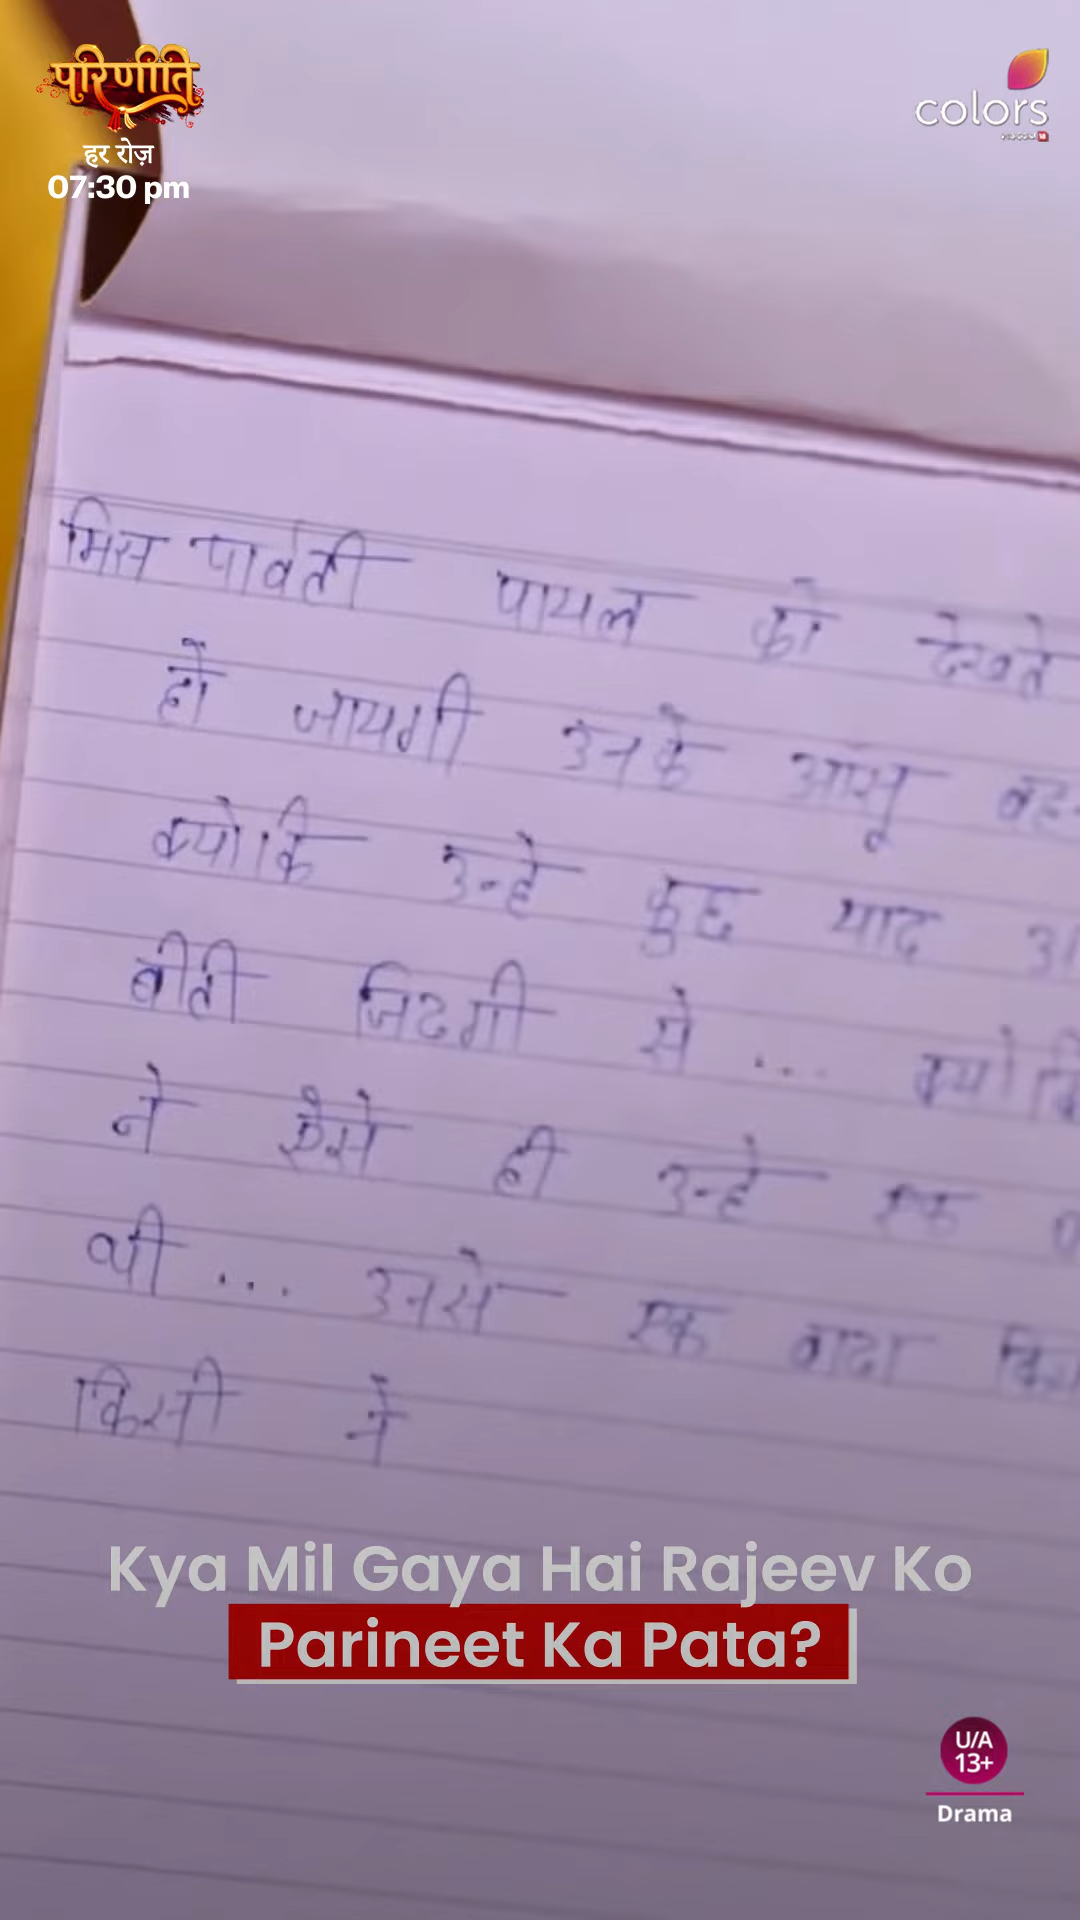 परिणीति
हर रोज़
07:30 pm
colors
मिस पार्वती पायल को देखते
हो जायगी उनके आंसू बह
क्योकि उन्हे कुछ याद
बीती जिदगी से ... क्योकि
ने ऐसे ही उन्हे एक
थी ... उनसे एक वादा
किसी ने
Kya Mil Gaya Hai Rajeev Ko
Parineet Ka Pata?
U/A
13+
Drama